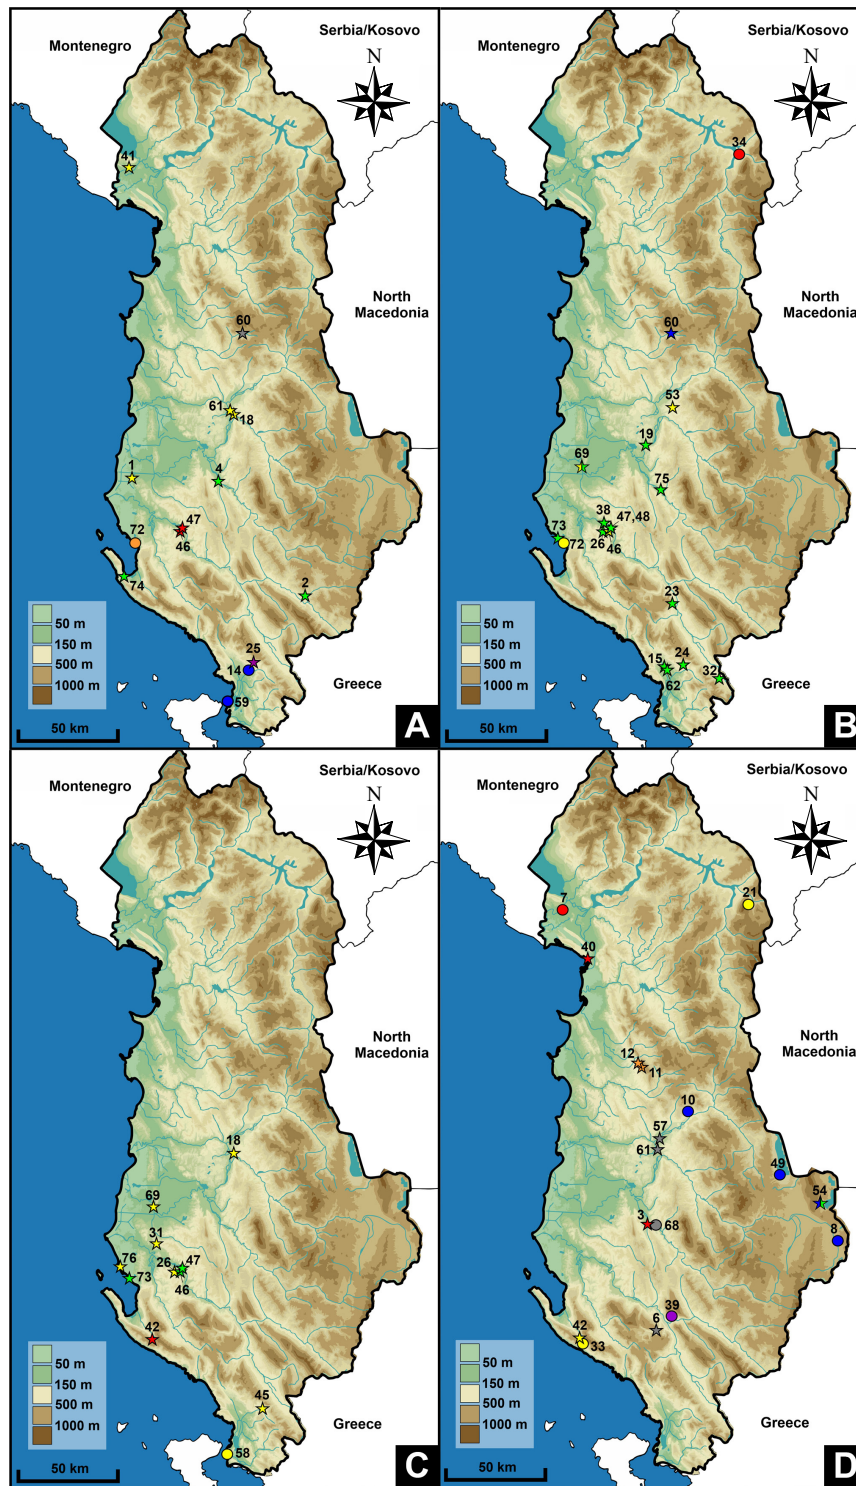 Serbia/Kosovo
Montenegro
N
41
North
Macedonia
60
61
18
1
4
47
72
46
74
2
25
14
59
50 m
150 m
500 m
1000 m
50 km
Greece
A
Serbia/Kosovo
Montenegro
N
34
North
Macedonia
60
53
19
69
75
38
47,48
73
72
26
46
23
15
24
62
32
50 m
150 m
500 m
1000 m
50 km
Greece
B
Serbia/Kosovo
Montenegro
N
North
Macedonia
18
69
31
76
26
47
73
46
42
45
58
50 m
150 m
500 m
1000 m
50 km
Greece
C
Serbia/Kosovo
Montenegro
N
21
7
40
North
Macedonia
12
11
10
57
61
49
54
3
68
8
39
6
42
33
50 m
150 m
500 m
1000 m
50 km
Greece
D